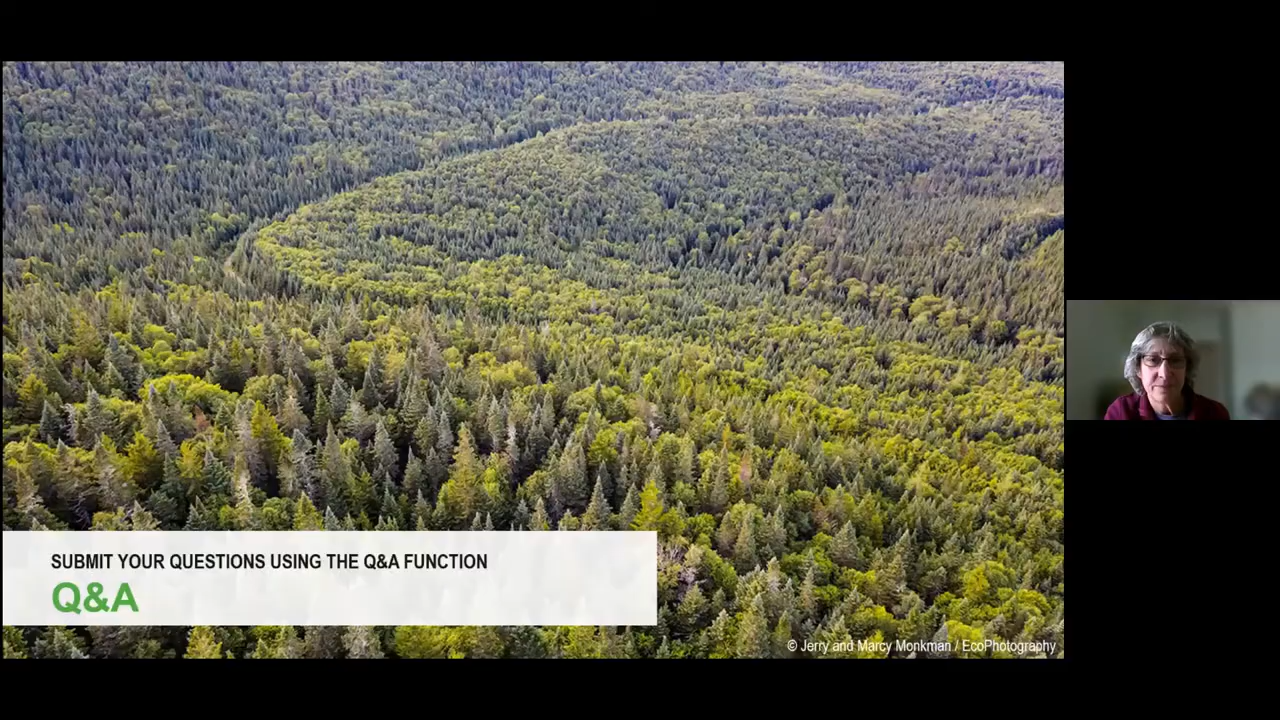 SUBMIT YOUR QUESTIONS USING THE Q&A FUNCTION
Q&A
© Jerry and Marcy Monkman / EcoPhotography